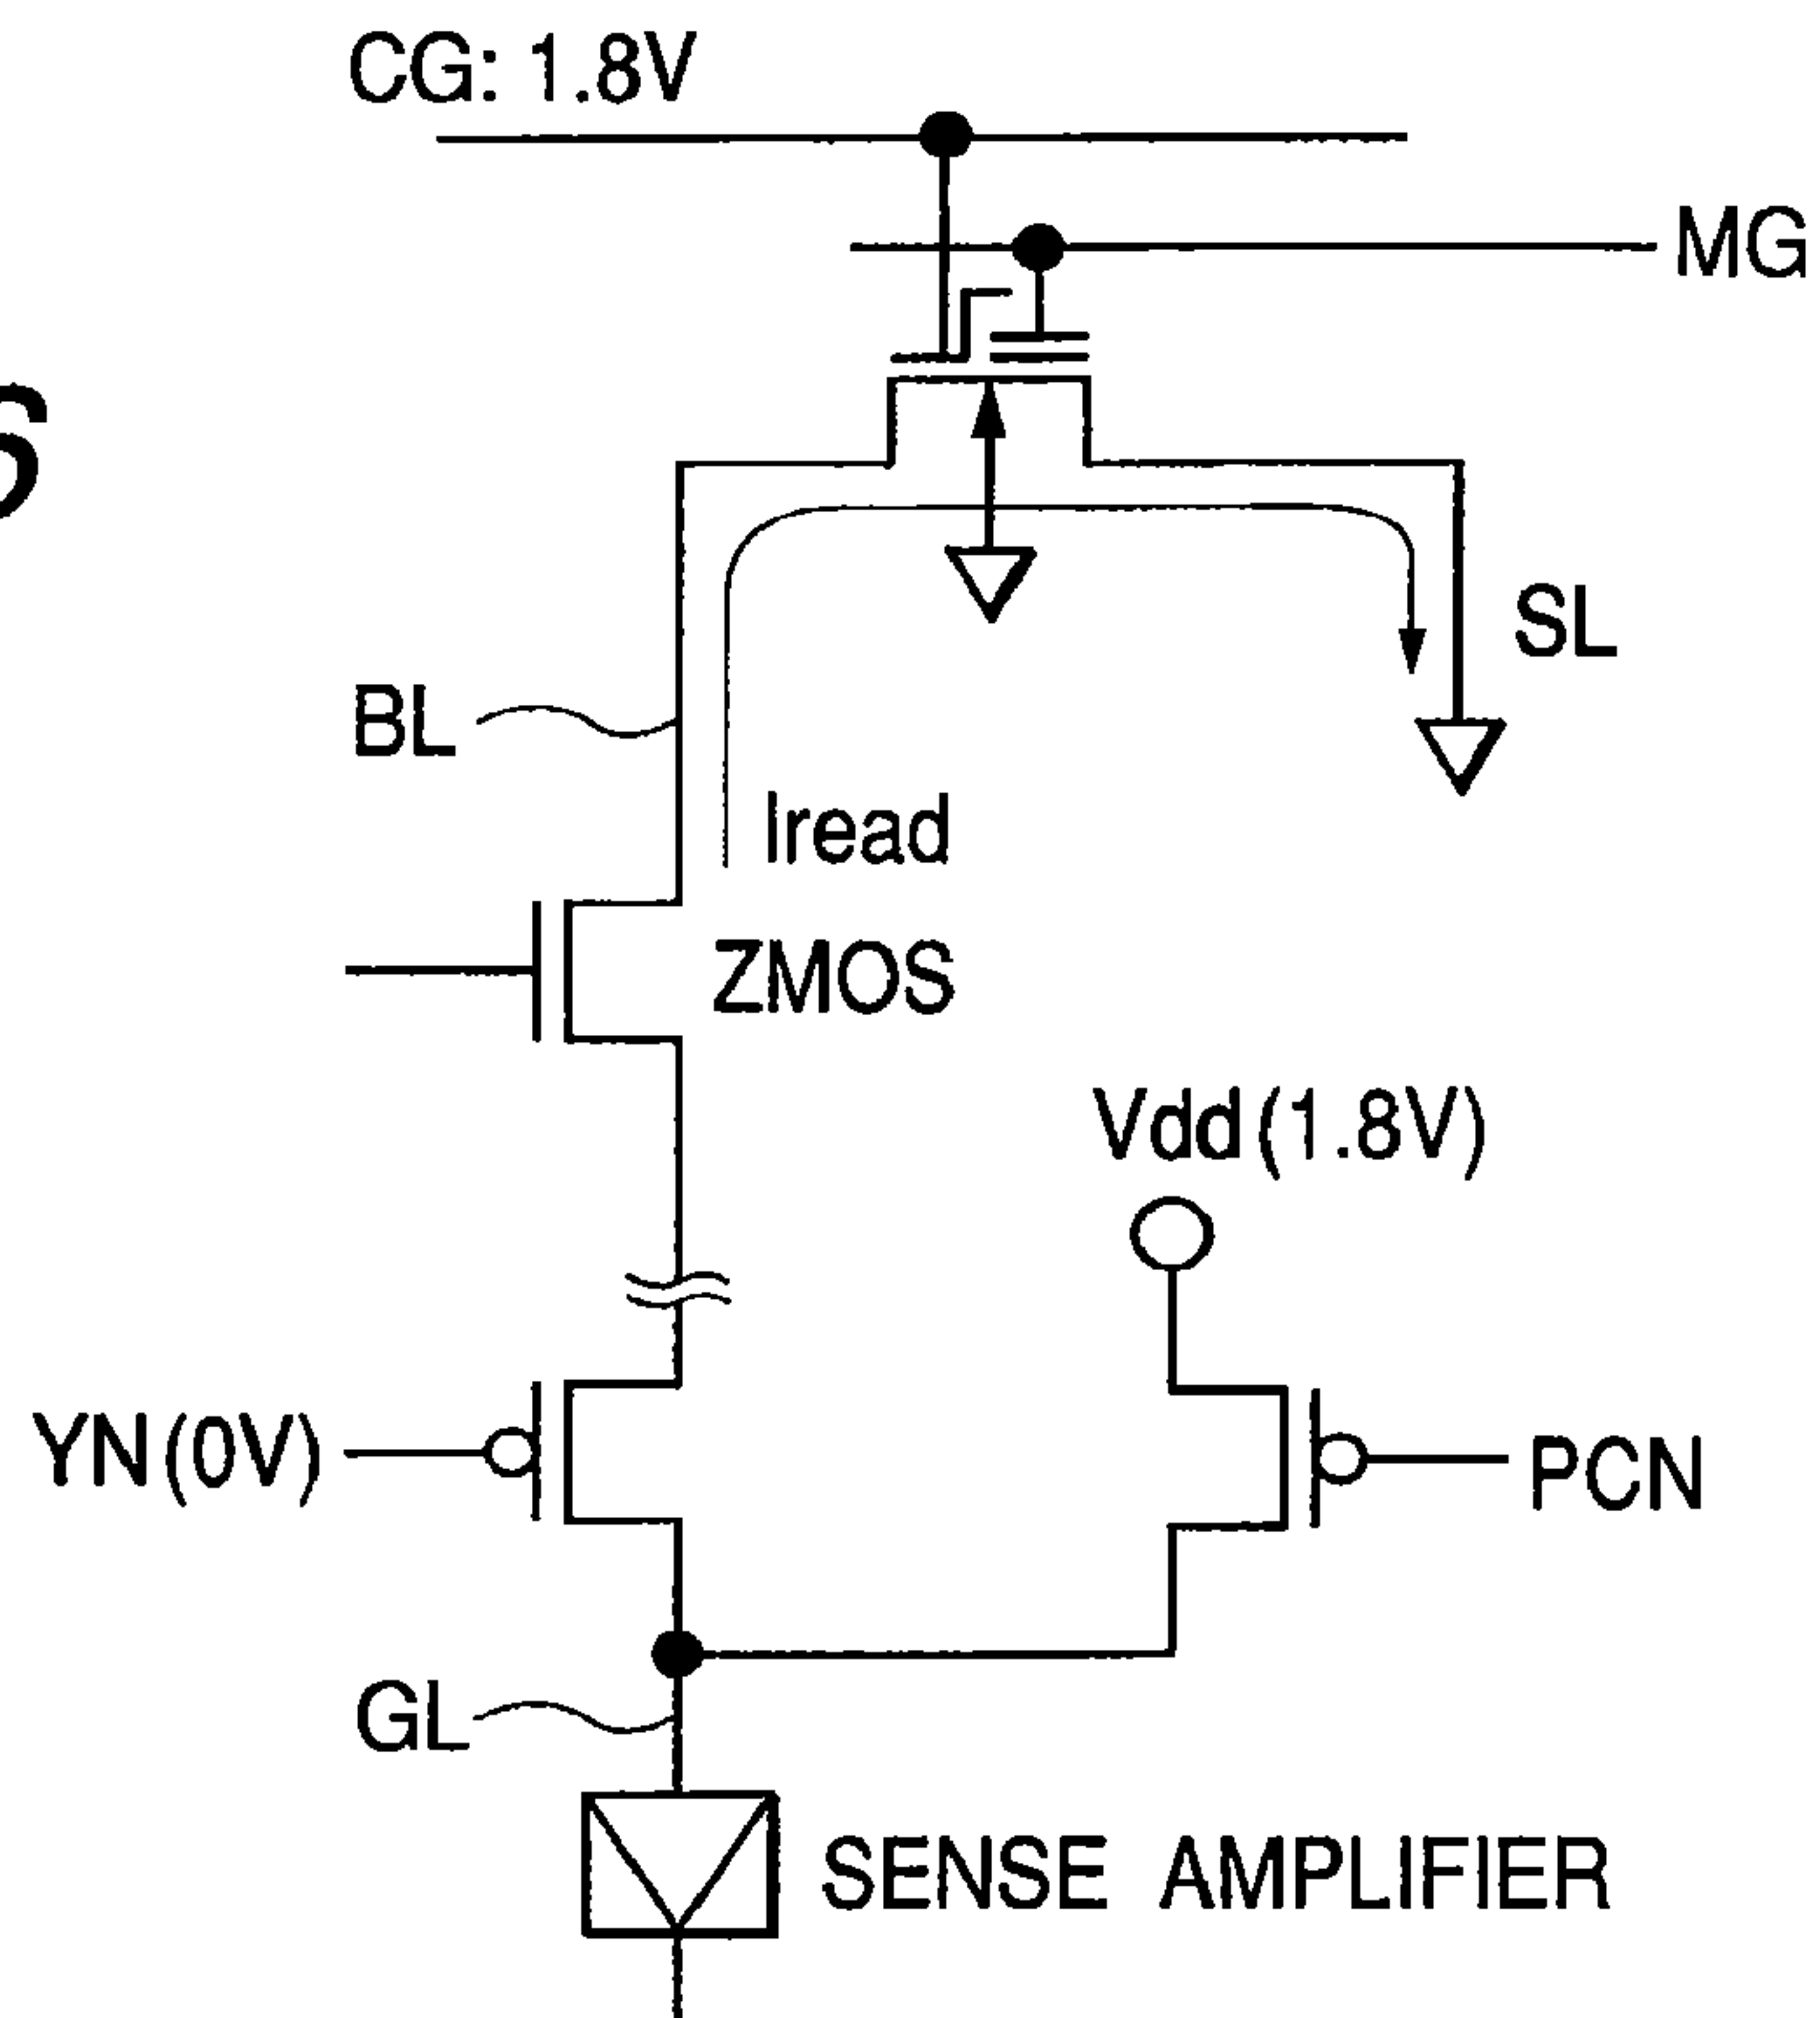 CG: 1.8V
MG
SL
BL
Iread
ZMOS
Vdd(1.8V)
YN(0V)
PCN
GL
SENSE AMPLIFIER